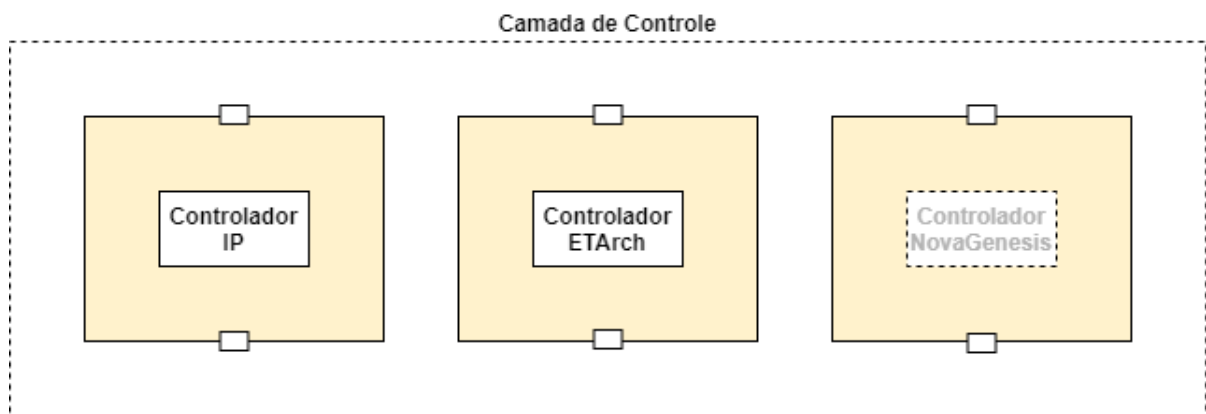 Camada de Controle
Controlador
IP
Controlador
ETArch
Controlador
NovaGenesis